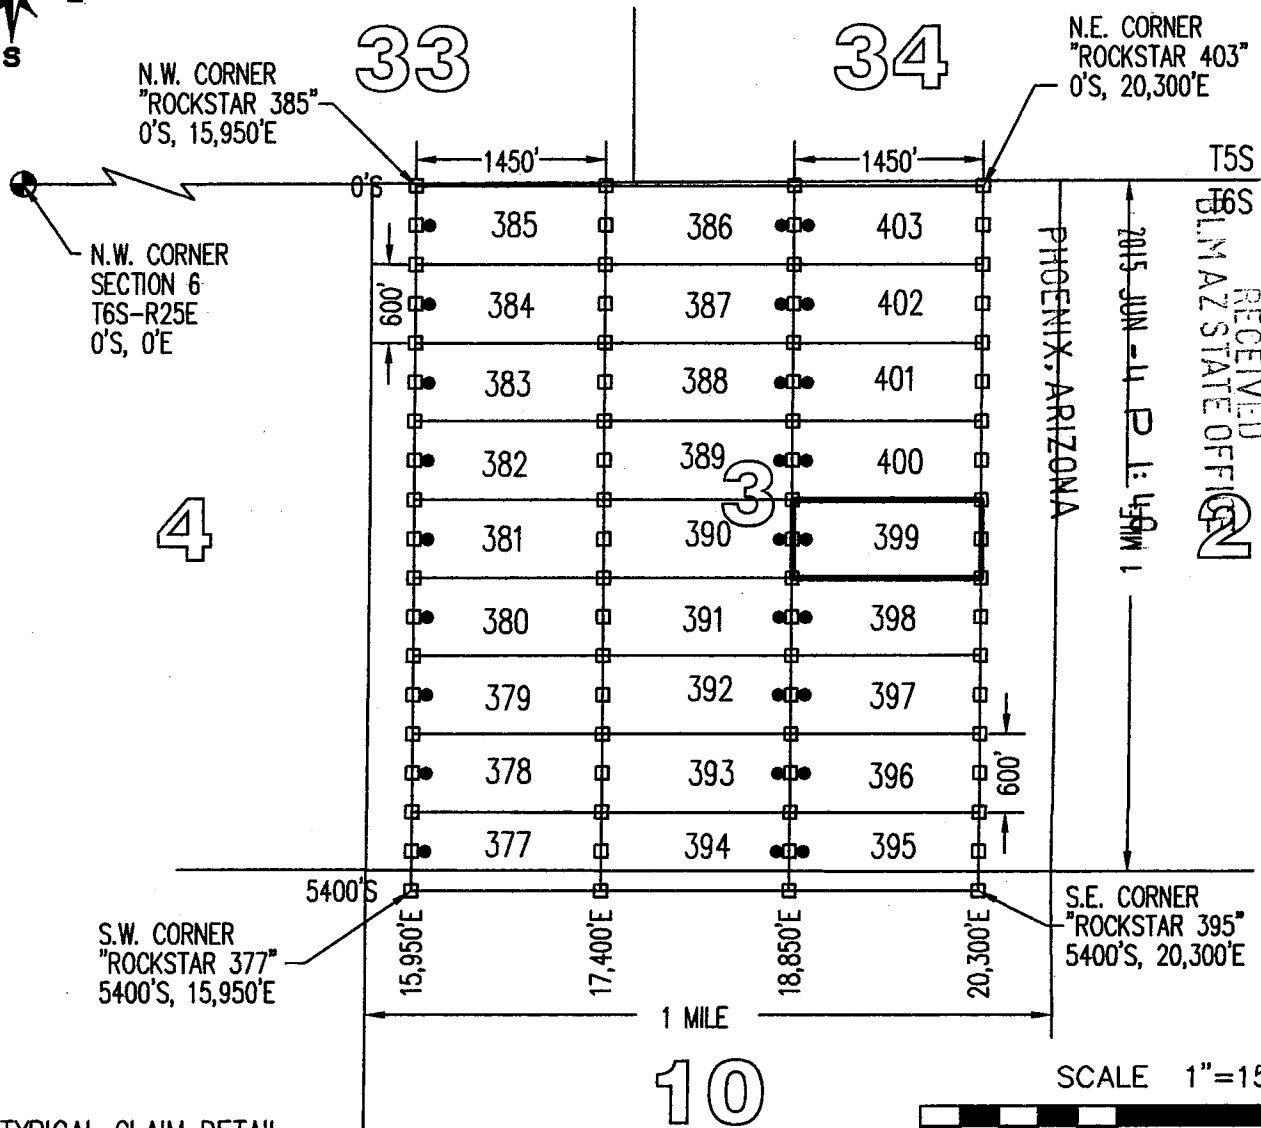 S
33
34
N.W. CORNER
"ROCKSTAR 385"
0'S, 15,950'E
N.E. CORNER
"ROCKSTAR 403"
0'S, 20,300'E
1450'
1450'
T5S
T6S
0'S
N.W. CORNER
SECTION 6
T6S-R25E
0'S, 0'E
600'
385
386
403
384
387
402
383
388
401
382
389
400
3
381
390
399
380
391
398
379
392
397
378
393
396
377
394
395
4
2
PHOENIX, ARIZONA
2015 JUN -4 P 1:40
1 MILE
RECEIVED
BLM AZ STATE OFFICE
600'
5400'S
S.W. CORNER
"ROCKSTAR 377"
5400'S, 15,950'E
15,950'E
17,400'E
18,850'E
20,300'E
S.E. CORNER
"ROCKSTAR 395"
5400'S, 20,300'E
1 MILE
10
SCALE 1"=15
TYPICAL CLAIM DETAIL